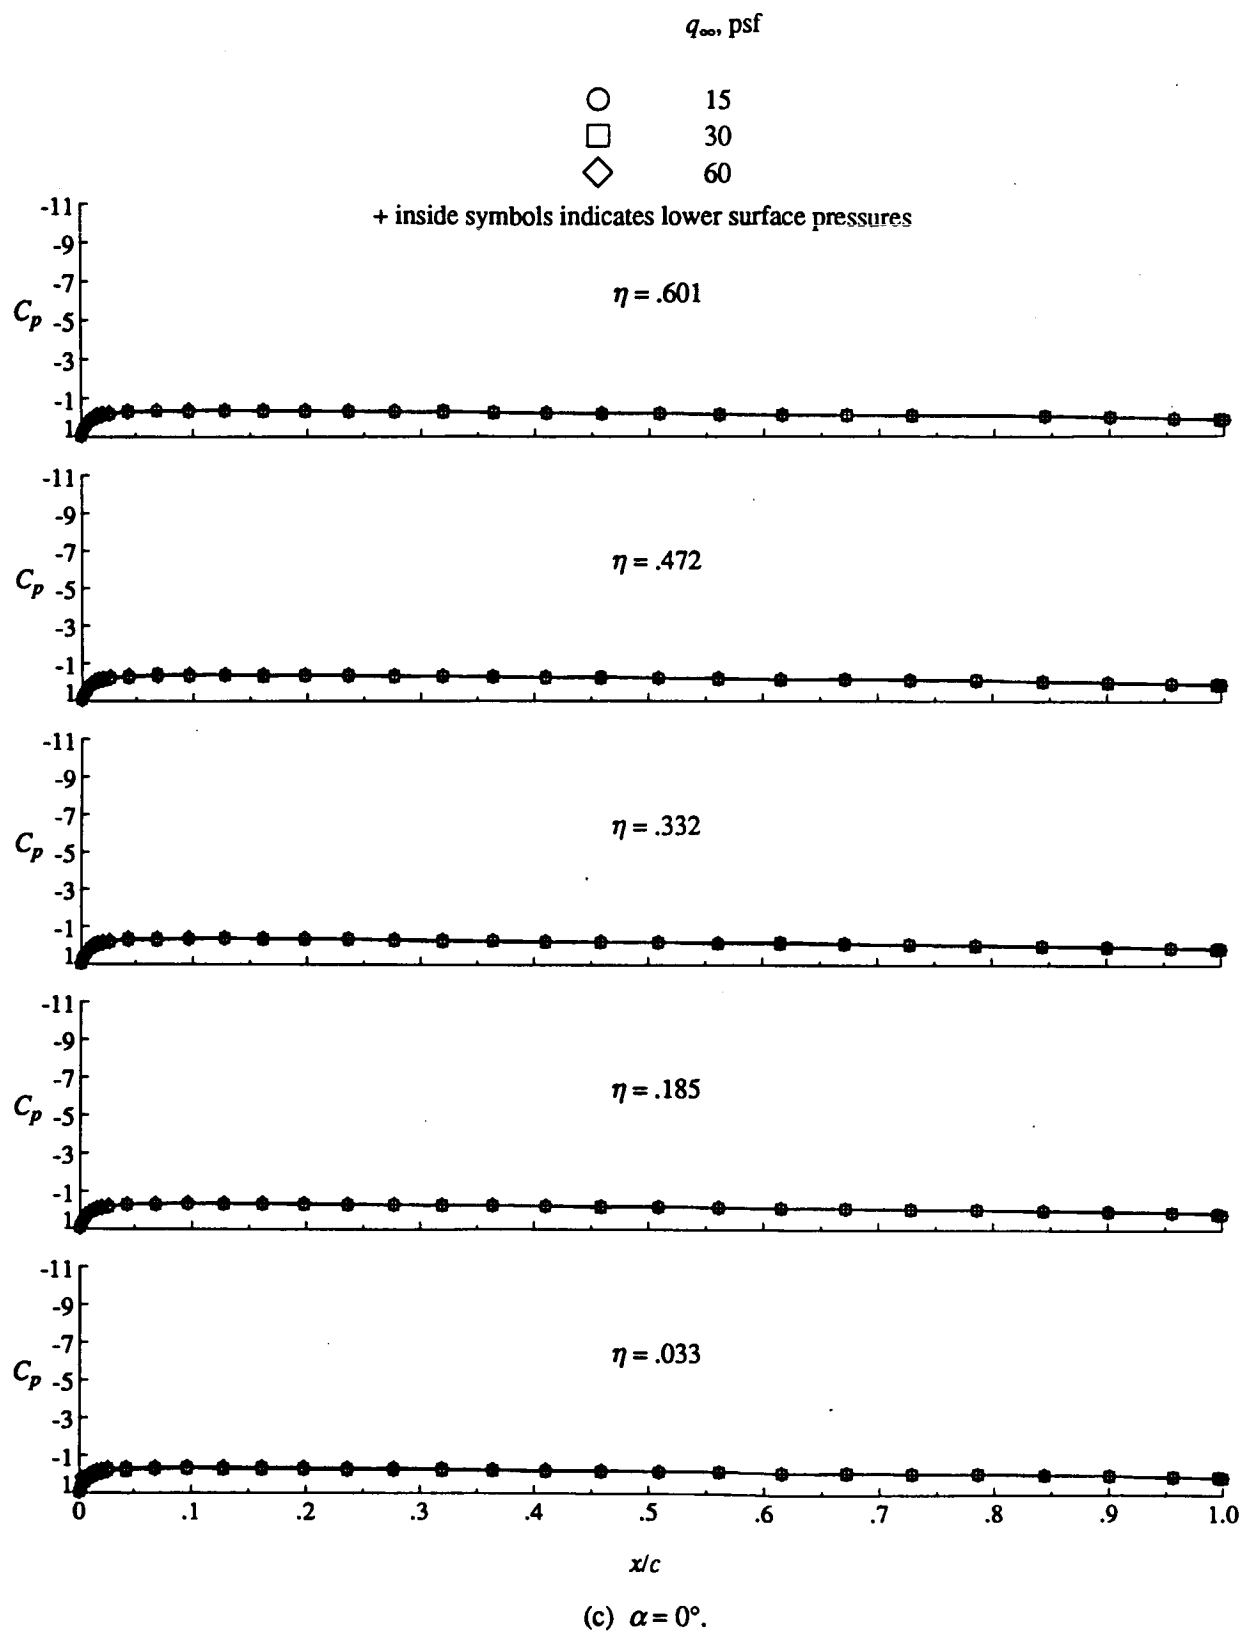 q∞, psf
15
30
60
+ inside symbols indicates lower surface pressures
-11
-9
-7
η = .601
Cp -5
-3
-1
1
-11
-9
-7
η = .472
Cp -5
-3
-1
1
-11
-9
-7
η = .332
Cp -5
-3
-1
1
-11
-9
-7
η = .185
Cp -5
-3
-1
1
-11
-9
-7
η = .033
Cp -5
-3
-1
1
0 .1 .2 .3 .4 .5 .6 .7 .8 .9 1.0
x/c
(c) α = 0°.